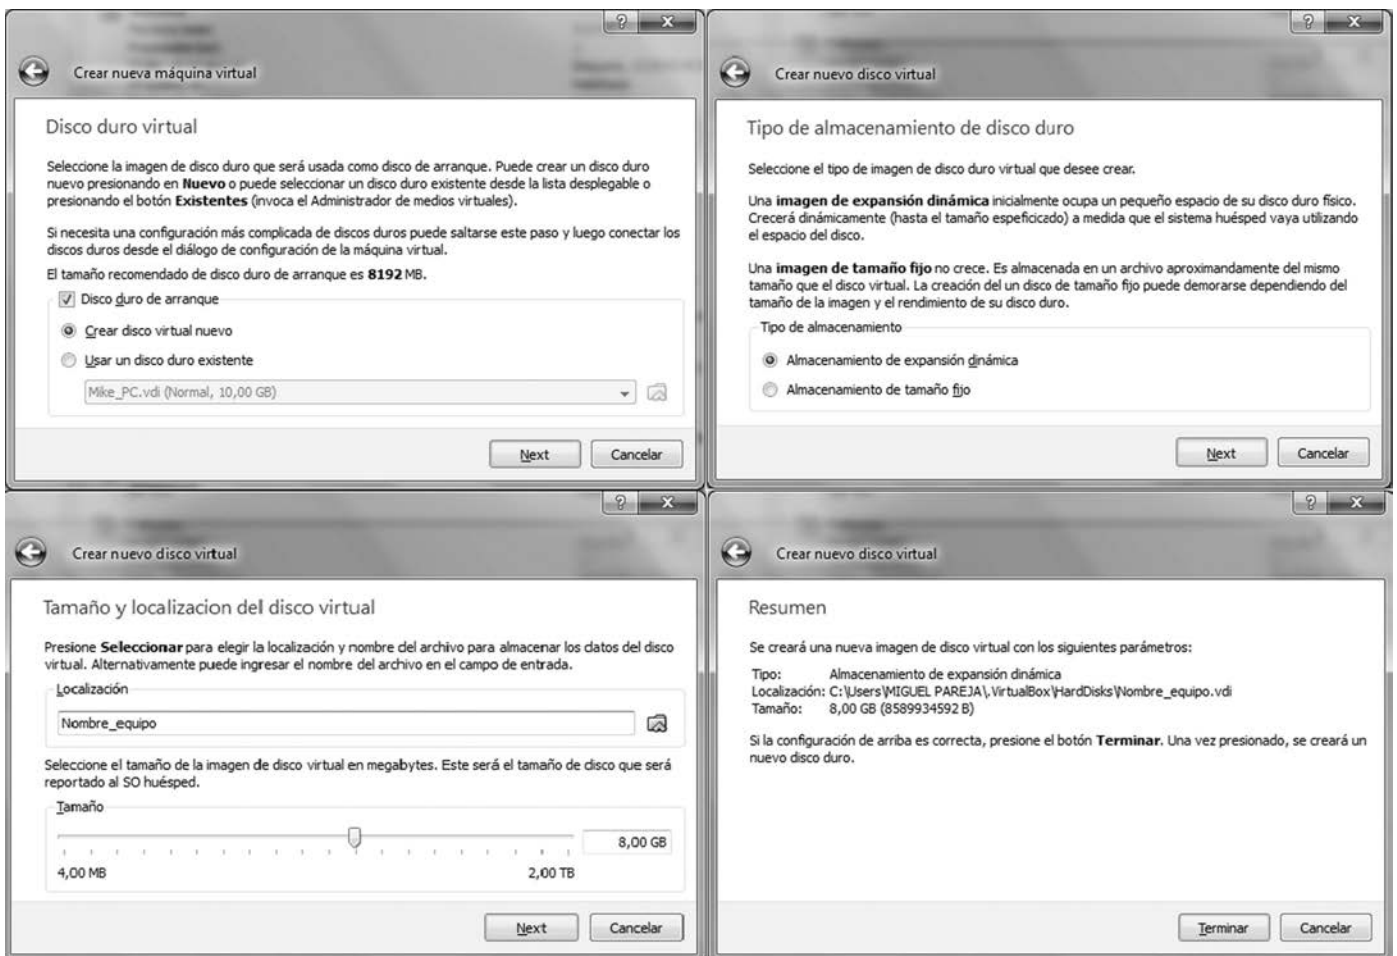 Crear nueva máquina virtual
Disco duro virtual
Seleccione la imagen de disco duro que será usada como disco de arranque. Puede crear un disco duro
nuevo presionando en Nuevo o puede seleccionar un disco duro existente desde la lista desplegable o
presionando el botón Existentes (invoca el Administrador de medios virtuales).
Si necesita una configuración más complicada de discos duros puede saltarse este paso y luego conectar los
discos duros desde el diálogo de configuración de la máquina virtual.
El tamaño recomendado de disco duro de arranque es 8192 MB.
Disco duro de arranque
Crear disco virtual nuevo
Usar un disco duro existente
Mike_PC.vdi (Normal, 10,00 GB)
Next Cancelar
Crear nuevo disco virtual
Tipo de almacenamiento de disco duro
Seleccione el tipo de imagen de disco duro virtual que desee crear.
Una imagen de expansión dinámica inicialmente ocupa un pequeño espacio de su disco duro físico.
Crecerá dinámicamente (hasta el tamaño espeficicado) a medida que el sistema huésped vaya utilizando
el espacio del disco.
Una imagen de tamaño fijo no crece. Es almacenada en un archivo aproximandamente del mismo
tamaño que el disco virtual. La creación del un disco de tamaño fijo puede demorarse dependiendo del
tamaño de la imagen y el rendimiento de su disco duro.
Tipo de almacenamiento
Almacenamiento de expansión dinámica
Almacenamiento de tamaño fijo
Next Cancelar
Crear nuevo disco virtual
Tamaño y localizacion del disco virtual
Presione Seleccionar para elegir la localización y nombre del archivo para almacenar los datos del disco
virtual. Alternativamente puede ingresar el nombre del archivo en el campo de entrada.
Localización
Nombre_equipo
Seleccione el tamaño de la imagen de disco virtual en megabytes. Este será el tamaño de disco que será
reportado al SO huésped.
Tamaño
8,00 GB
4,00 MB 2,00 TB
Next Cancelar
Crear nuevo disco virtual
Resumen
Se creará una nueva imagen de disco virtual con los siguientes parámetros:
Tipo: Almacenamiento de expansión dinámica
Localización: C:\Users\MIGUEL PAREJA\.VirtualBox\HardDisks\Nombre_equipo.vdi
Tamaño: 8,00 GB (8589934592 B)
Si la configuración de arriba es correcta, presione el botón Terminar. Una vez presionado, se creará un
nuevo disco duro.
Terminar Cancelar